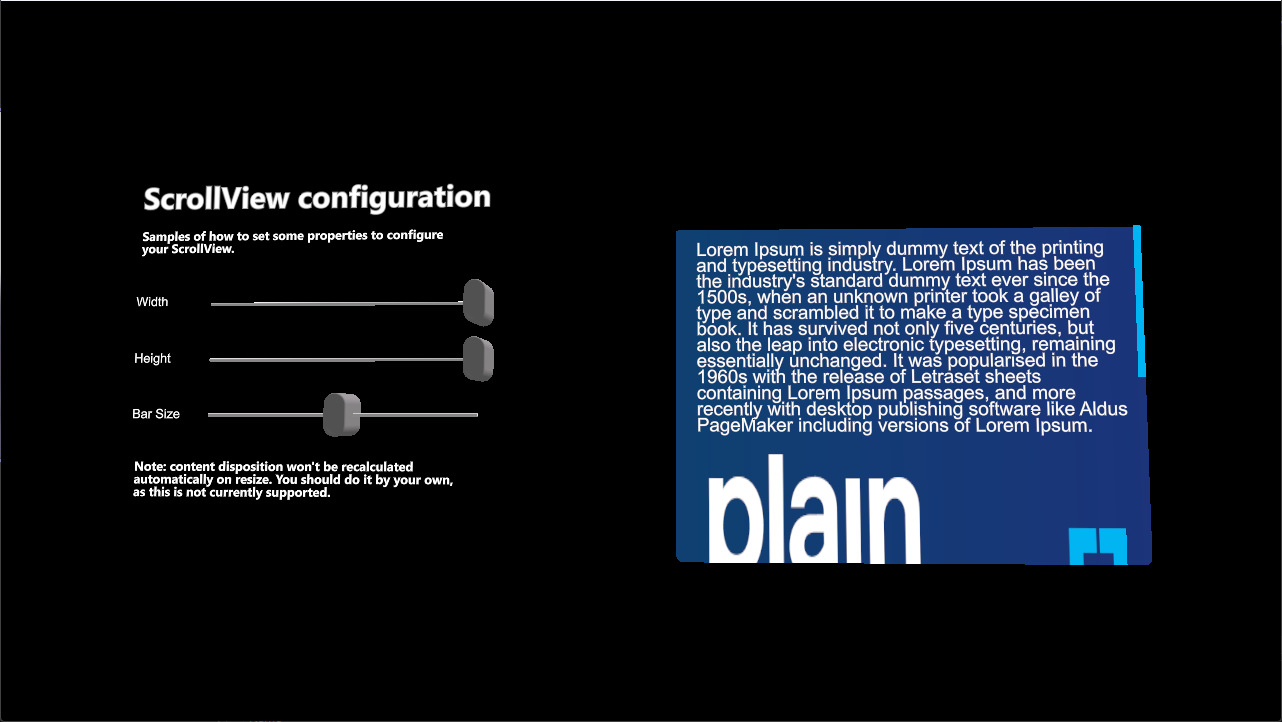 ScrollView configuration
Samples of how to set some properties to configure
your ScrollView.
Width
Height
Bar Size
Note: content disposition won't be recalculated
automatically on resize. You should do it by your own,
as this is not currently supported.
Lorem Ipsum is simply dummy text of the printing
and typesetting industry. Lorem Ipsum has been
the industry's standard dummy text ever since the
1500s, when an unknown printer took a galley of
type and scrambled it to make a type specimen
book. It has survived not only five centuries, but
also the leap into electronic typesetting, remaining
essentially unchanged. It was popularised in the
1960s with the release of Letraset sheets
containing Lorem Ipsum passages, and more
recently with desktop publishing software like Aldus
PageMaker including versions of Lorem Ipsum.
plain